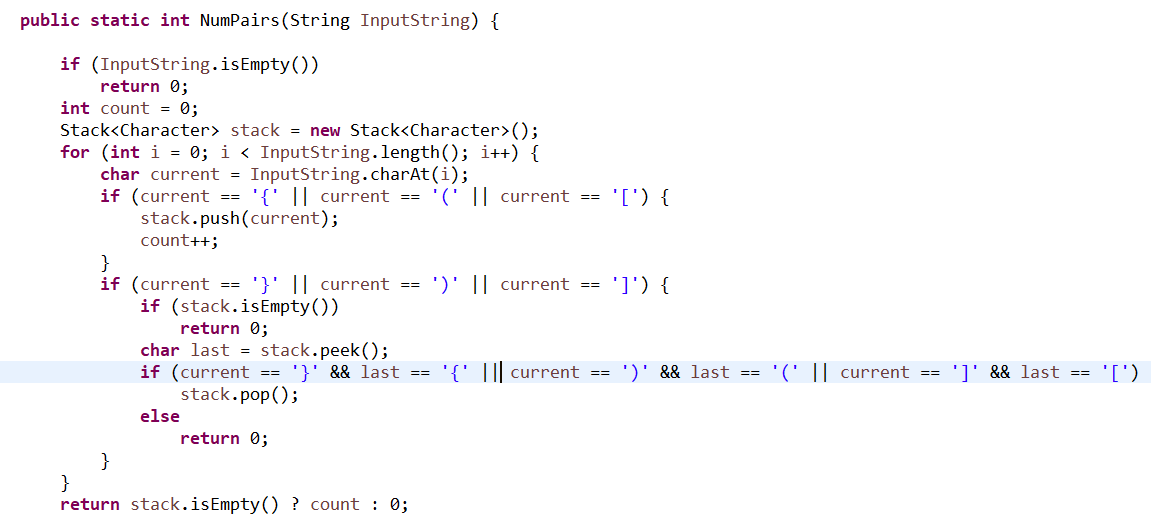 public static int NumPairs(String InputString) {
if (InputString.isEmpty())
return 0;
int count = 0;
Stack<Character> stack = new Stack<Character>();
for (int i = 0; i < InputString.length(); i++) {
char current = InputString.charAt(i);
if (current == '{' || current == '(' || current == '[') {
stack.push(current);
count++;
}
if (current == '}' || current == ')' || current == ']') {
if (stack.isEmpty())
return 0;
char last = stack.peek();
if (current == '}' && last == '{' || current == ')' && last == '(' || current == ']' && last == '[')
stack.pop();
else
return 0;
}
}
return stack.isEmpty() ? count : 0;